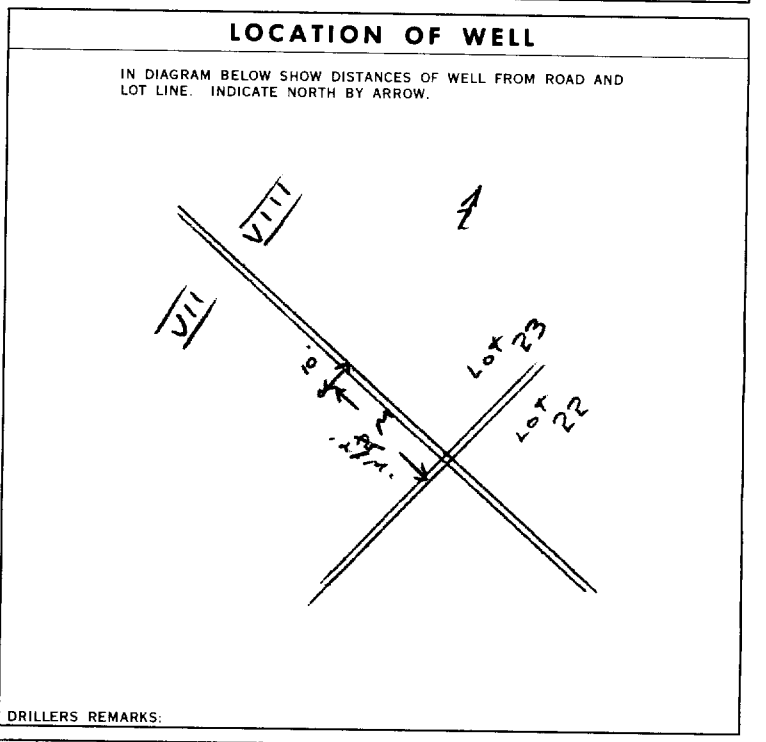 LOCATION OF WELL
IN DIAGRAM BELOW SHOW DISTANCES OF WELL FROM ROAD AND
LOT LINE. INDICATE NORTH BY ARROW.
VIII
VII
LOT 23
LOT 22
10'
DRILLERS REMARKS: